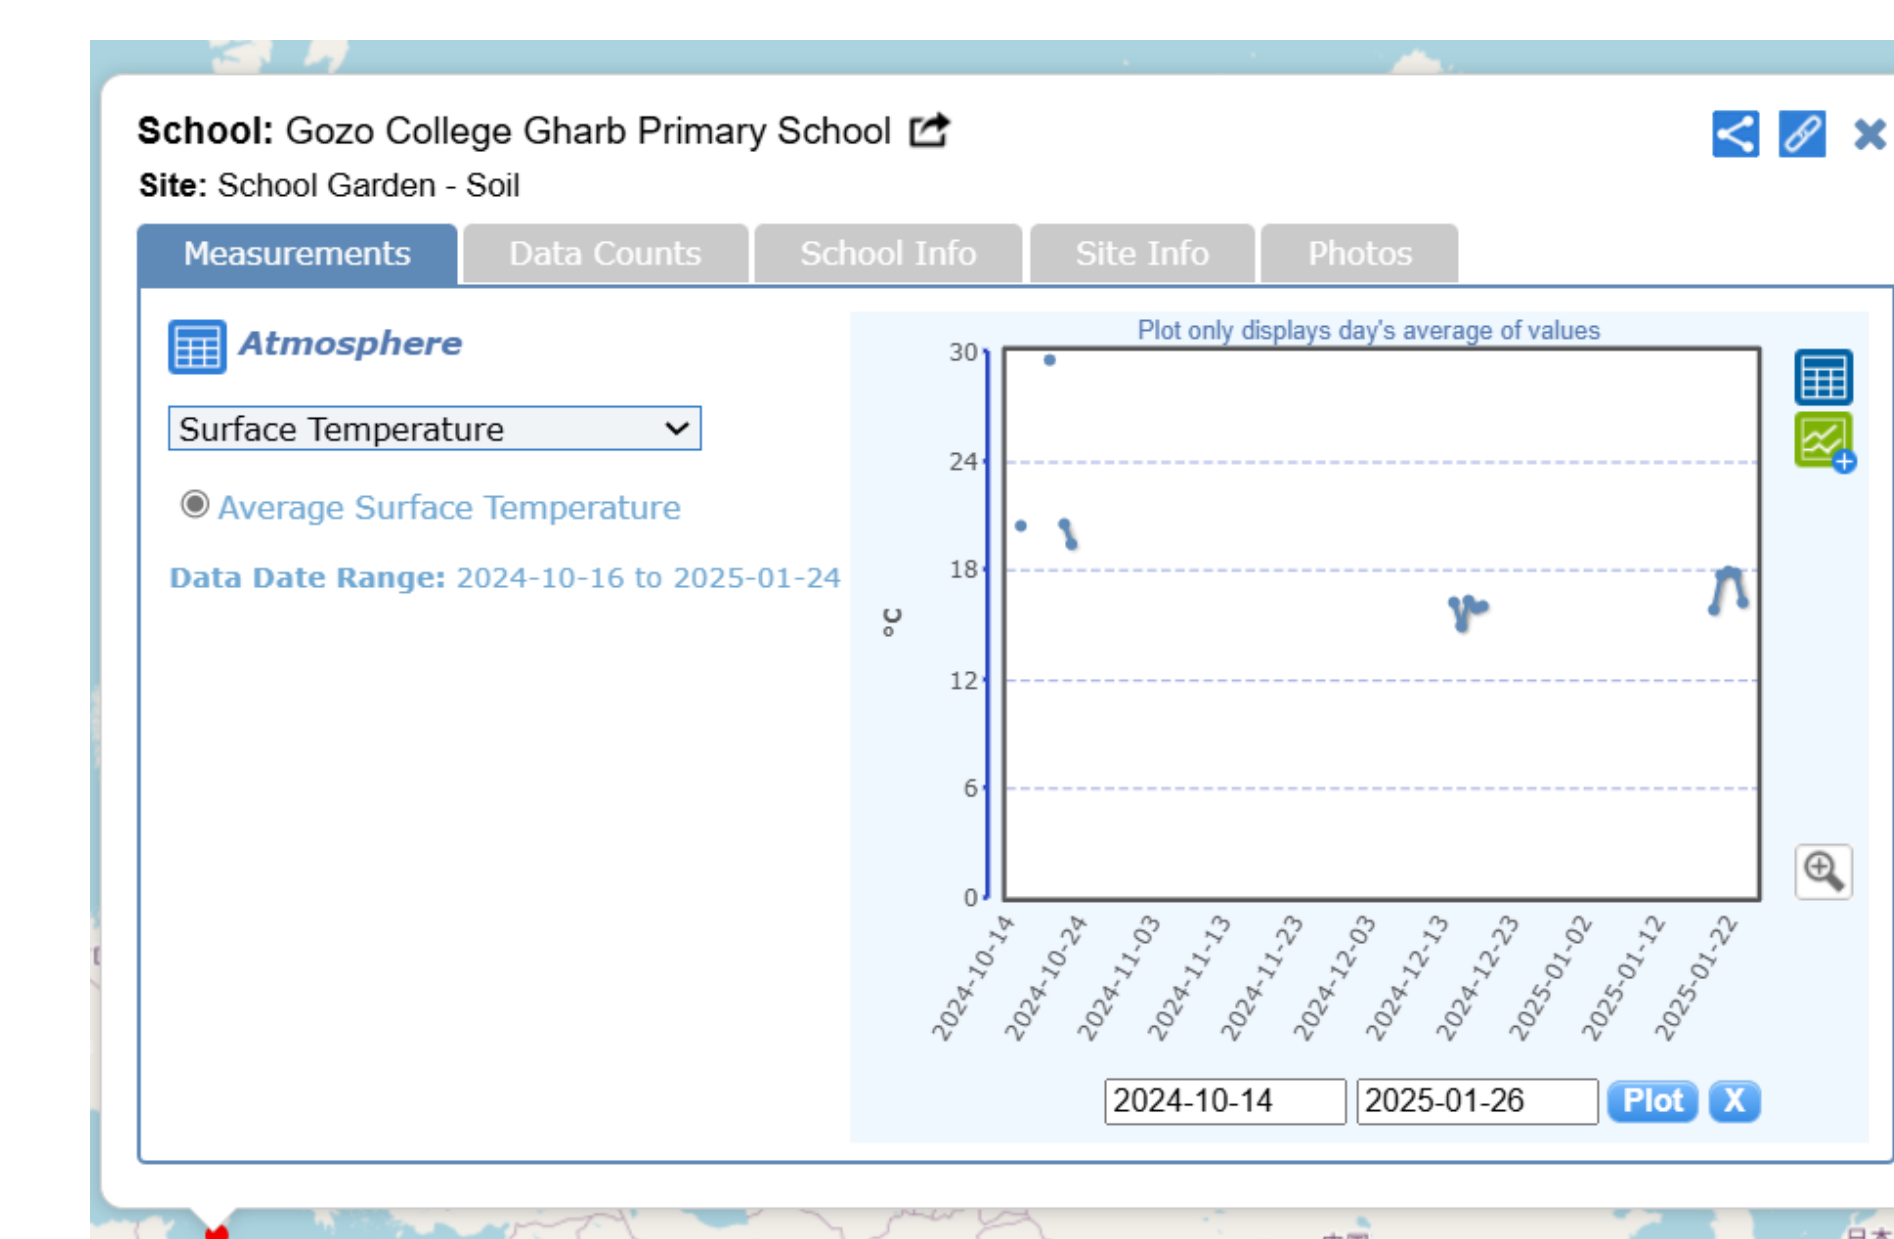 School: Gozo College Gharb Primary School
Site: School Garden - Soil
Measurements
Data Counts
School Info
Site Info
Photos
Atmosphere
Surface Temperature
Average Surface Temperature
Data Date Range: 2024-10-16 to 2025-01-24
Plot only displays day's average of values
30
24
18
12
6
0
°C
2024-10-14
2024-10-24
2024-11-03
2024-11-13
2024-11-23
2024-12-03
2024-12-13
2024-12-23
2025-01-02
2025-01-12
2025-01-22
2024-10-14
2025-01-26
Plot
X